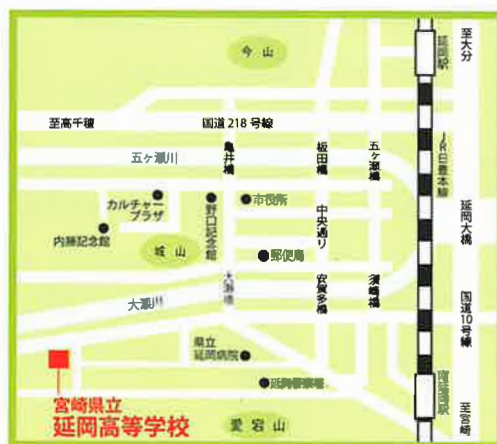 今山
延岡駅
至大分
至高千穂
国道218号線
五ヶ瀬川
亀井橋
板田橋
五ヶ瀬橋
JR日豊本線
カルチャー
プラザ
野口記念館
市役所
中央通り
延岡大橋
内藤記念館
城山
郵便局
大瀬川
大瀬橋
安賀多橋
須崎橋
国道10号線
県立
延岡病院
延岡警察署
南延岡駅
宮崎県立
延岡高等学校
愛宕山
至宮崎